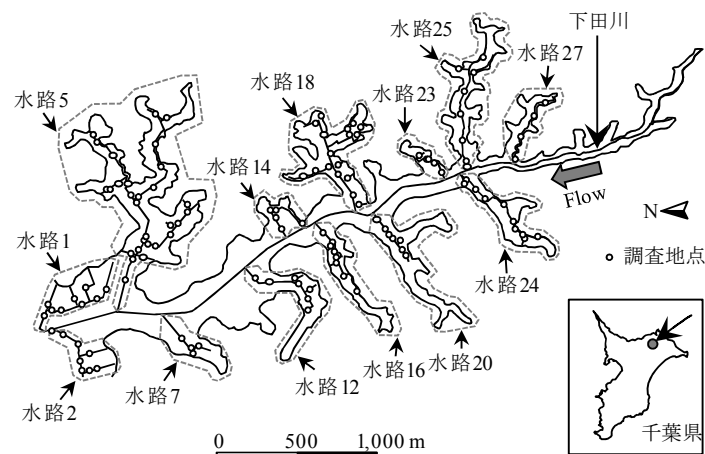 下田川
水路25
水路27
水路18
水路23
水路5
水路14
Flow
N
水路1
調査地点
水路24
水路20
水路16
水路12
水路7
水路2
千葉県
0 500 1,000 m